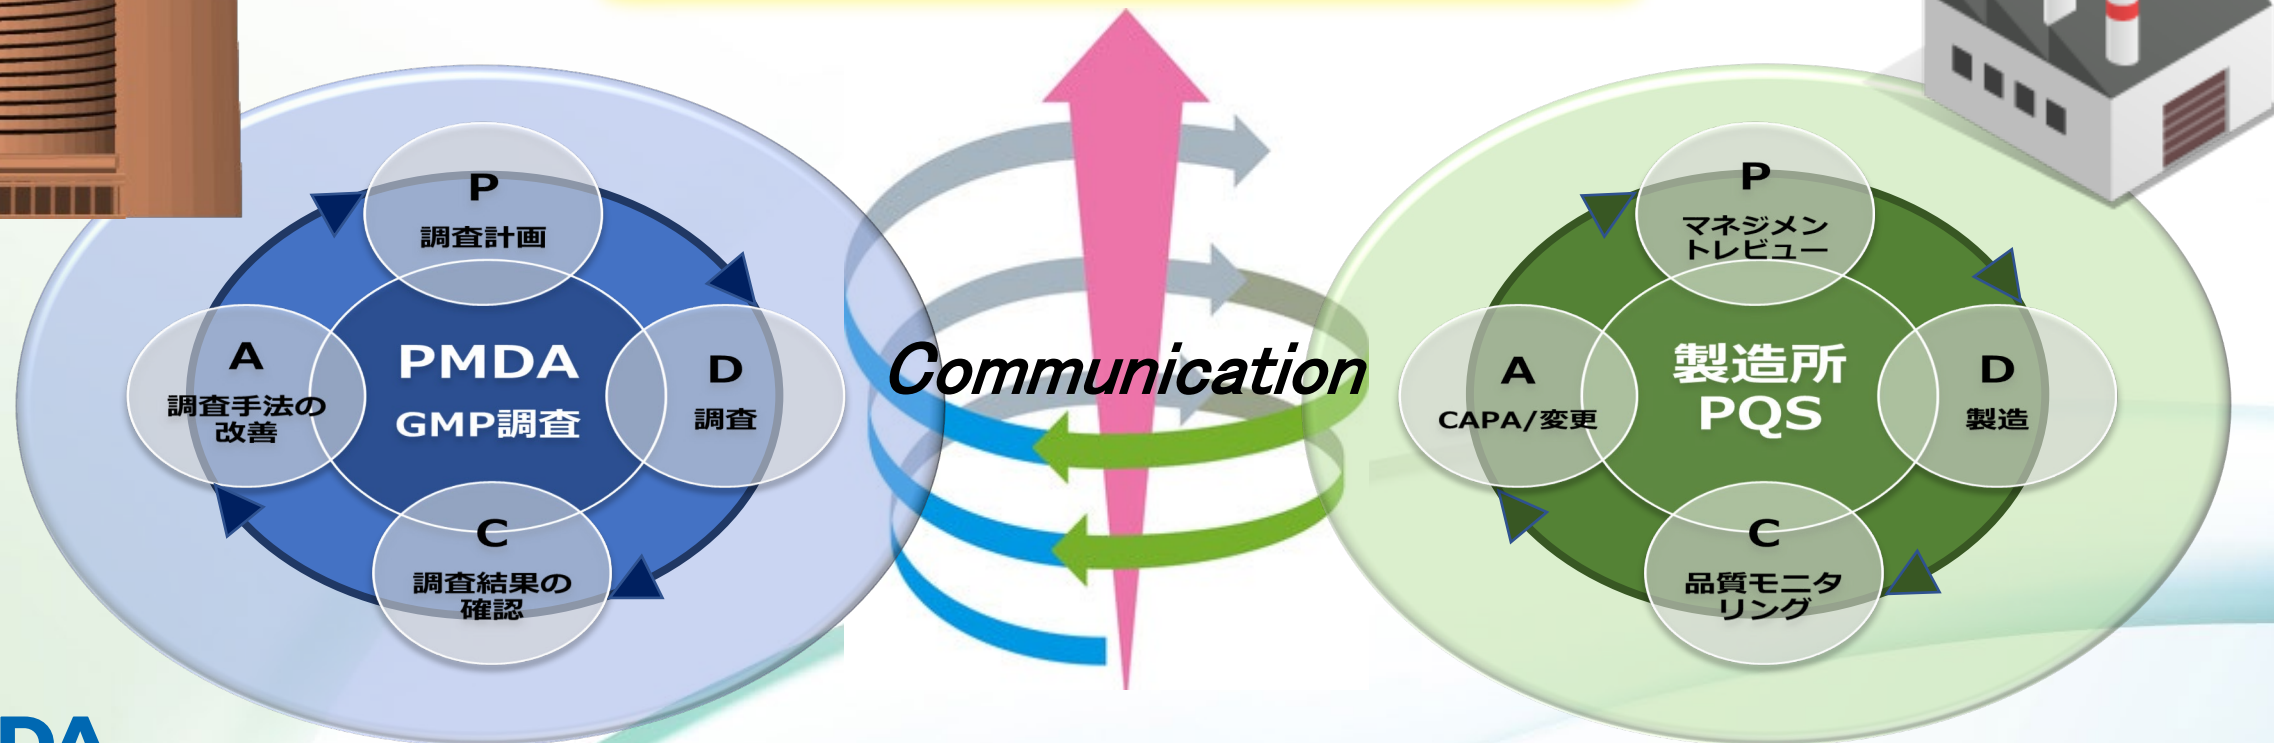 P
調査計画
A
調査手法の
改善
PMDA
GMP調査
D
調査
C
調査結果の
確認
Communication
P
マネジメン
トレビュー
A
CAPA/変更
製造所
PQS
D
製造
C
品質モニタ
リング
DA